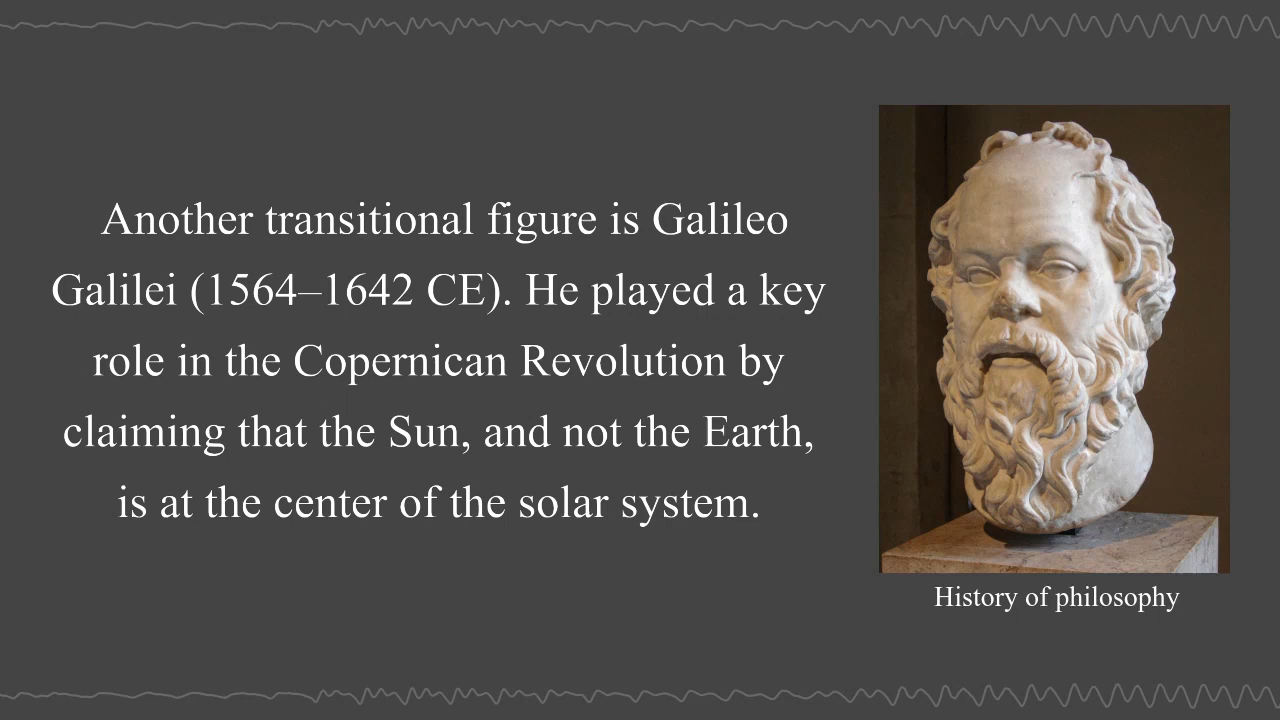 Another transitional figure is Galileo
Galilei (1564–1642 CE). He played a key
role in the Copernican Revolution by
claiming that the Sun, and not the Earth,
is at the center of the solar system.
History of philosophy